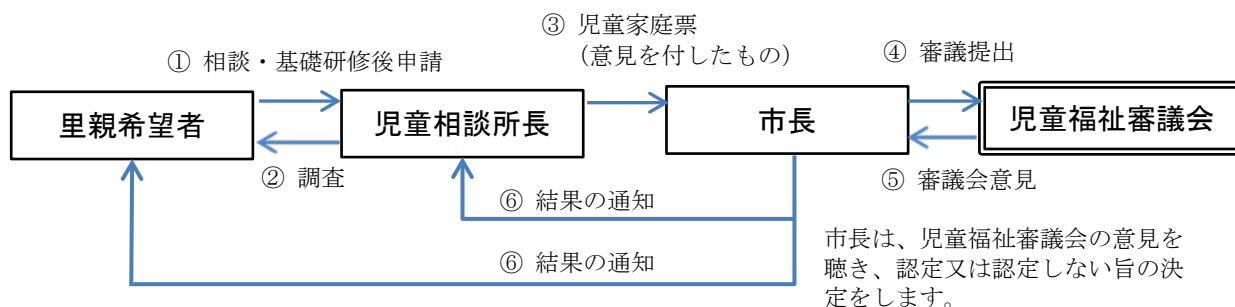 ③ 児童家庭票
(意見を付したもの)
① 相談・基礎研修後申請
④ 審議提出
里親希望者
児童相談所長
市長
児童福祉審議会
② 調査
⑤ 審議会意見
⑥ 結果の通知
⑥ 結果の通知
市長は、児童福祉審議会の意見を
聴き、認定又は認定しない旨の決
定をします。